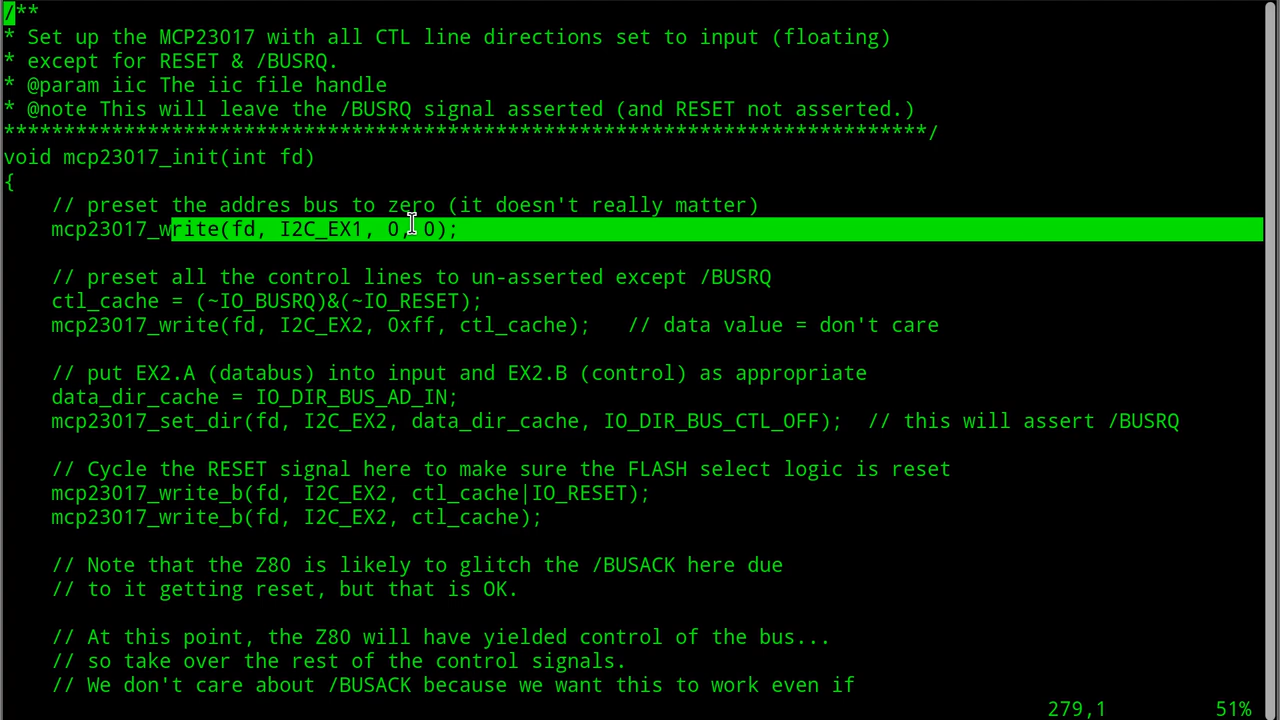 /**
* Set up the MCP23017 with all CTL line directions set to input (floating)
* except for RESET & /BUSRQ.
* @param iic The iic file handle
* @note This will leave the /BUSRQ signal asserted (and RESET not asserted.)
*****************************************************************************/
void mcp23017_init(int fd)
{
    // preset the addres bus to zero (it doesn't really matter)
    mcp23017_write(fd, I2C_EX1, 0, 0);

    // preset all the control lines to un-asserted except /BUSRQ
    ctl_cache = (~IO_BUSRQ)&(~IO_RESET);
    mcp23017_write(fd, I2C_EX2, 0xff, ctl_cache);   // data value = don't care

    // put EX2.A (databus) into input and EX2.B (control) as appropriate
    data_dir_cache = IO_DIR_BUS_AD_IN;
    mcp23017_set_dir(fd, I2C_EX2, data_dir_cache, IO_DIR_BUS_CTL_OFF);  // this will assert /BUSRQ

    // Cycle the RESET signal here to make sure the FLASH select logic is reset
    mcp23017_write_b(fd, I2C_EX2, ctl_cache|IO_RESET);
    mcp23017_write_b(fd, I2C_EX2, ctl_cache);

    // Note that the Z80 is likely to glitch the /BUSACK here due
    // to it getting reset, but that is OK.

    // At this point, the Z80 will have yielded control of the bus...
    // so take over the rest of the control signals.
    // We don't care about /BUSACK because we want this to work even if
279,1 51%